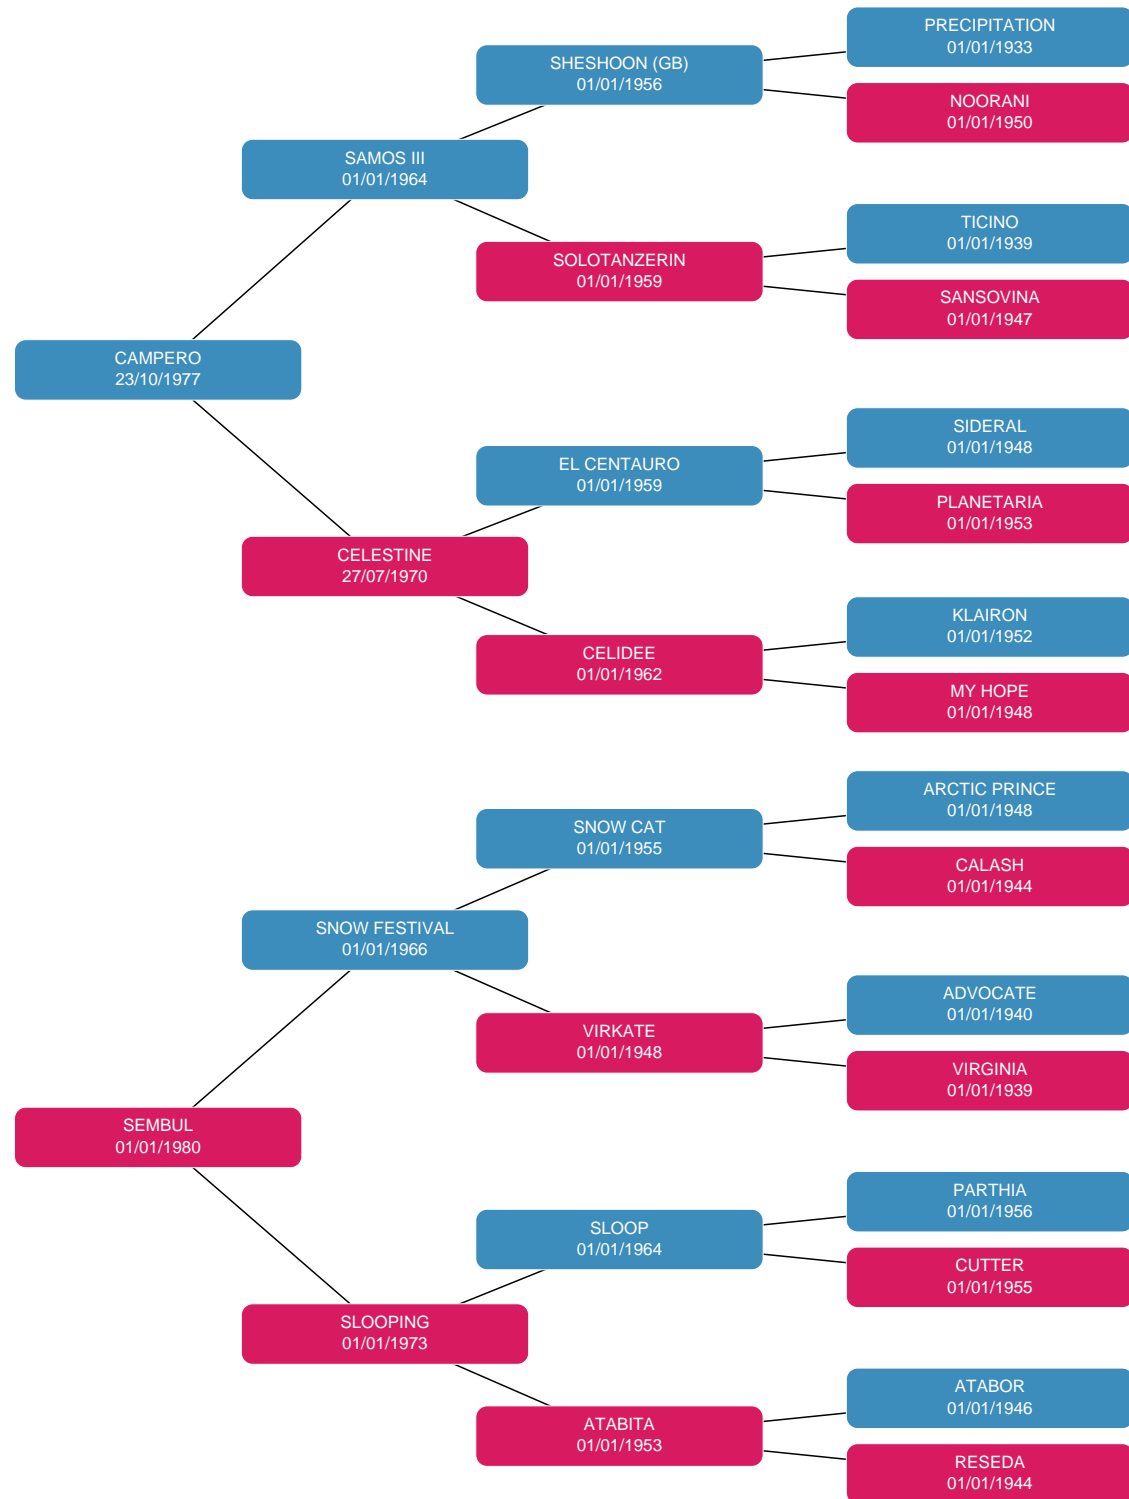 PRECIPITATION
01/01/1933
SHESHOON (GB)
01/01/1956
NOORANI
01/01/1950
SAMOS III
01/01/1964
TICINO
01/01/1939
SOLOTANZERIN
01/01/1959
SANSOVINA
01/01/1947
CAMPERO
23/10/1977
SIDERAL
01/01/1948
EL CENTAURO
01/01/1959
PLANETARIA
01/01/1953
CELESTINE
27/07/1970
KLAIRON
01/01/1952
CELIDEE
01/01/1962
MY HOPE
01/01/1948
ARCTIC PRINCE
01/01/1948
SNOW CAT
01/01/1955
CALASH
01/01/1944
SNOW FESTIVAL
01/01/1966
ADVOCATE
01/01/1940
VIRKATE
01/01/1948
VIRGINIA
01/01/1939
SEMBUL
01/01/1980
PARTHIA
01/01/1956
SLOOP
01/01/1964
CUTTER
01/01/1955
SLOOPING
01/01/1973
ATABOR
01/01/1946
ATABITA
01/01/1953
RESEDA
01/01/1944